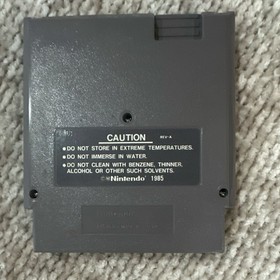 CAUTION REV-A
●DO NOT STORE IN EXTREME TEMPERATURES.
●DO NOT IMMERSE IN WATER.
●DO NOT CLEAN WITH BENZENE, THINNER,
ALCOHOL OR OTHER SUCH SOLVENTS.
Nintendo 1985